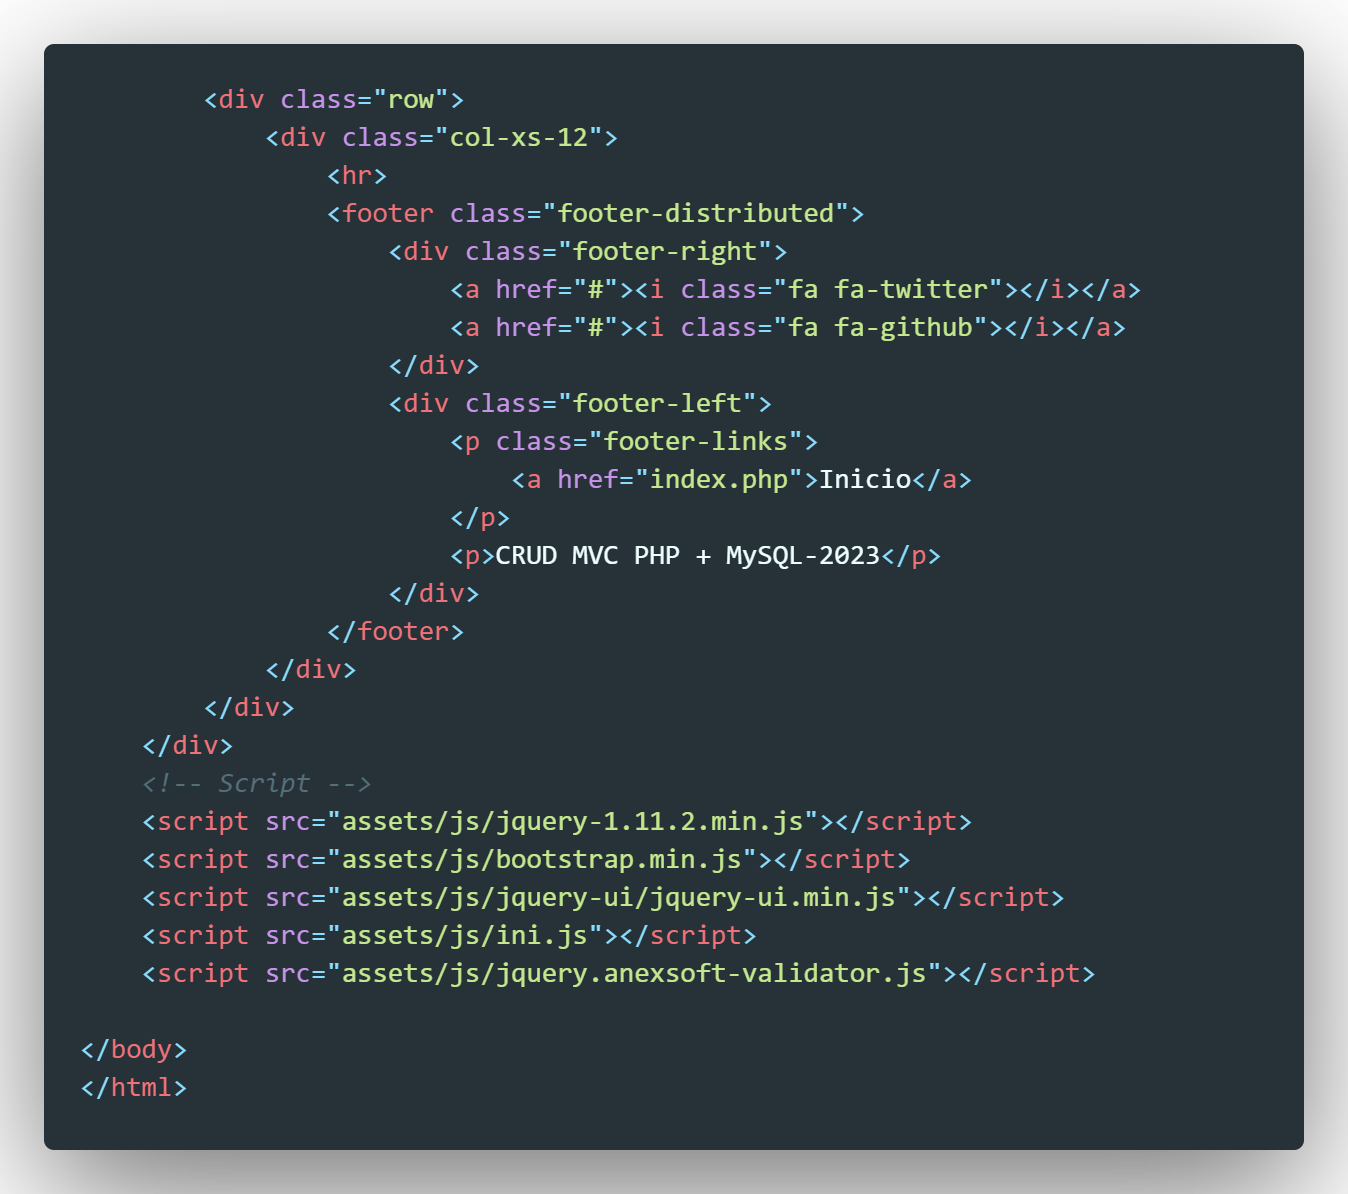 <div class="row">
            <div class="col-xs-12">
                <hr>
                <footer class="footer-distributed">
                    <div class="footer-right">
                        <a href="#"><i class="fa fa-twitter"></i></a>
                        <a href="#"><i class="fa fa-github"></i></a>
                    </div>
                    <div class="footer-left">
                        <p class="footer-links">
                            <a href="index.php">Inicio</a>
                        </p>
                        <p>CRUD MVC PHP + MySQL-2023</p>
                    </div>
                </footer>
            </div>
        </div>
    </div>
    <!-- Script -->
    <script src="assets/js/jquery-1.11.2.min.js"></script>
    <script src="assets/js/bootstrap.min.js"></script>
    <script src="assets/js/jquery-ui/jquery-ui.min.js"></script>
    <script src="assets/js/ini.js"></script>
    <script src="assets/js/jquery.anexsoft-validator.js"></script>

</body>
</html>